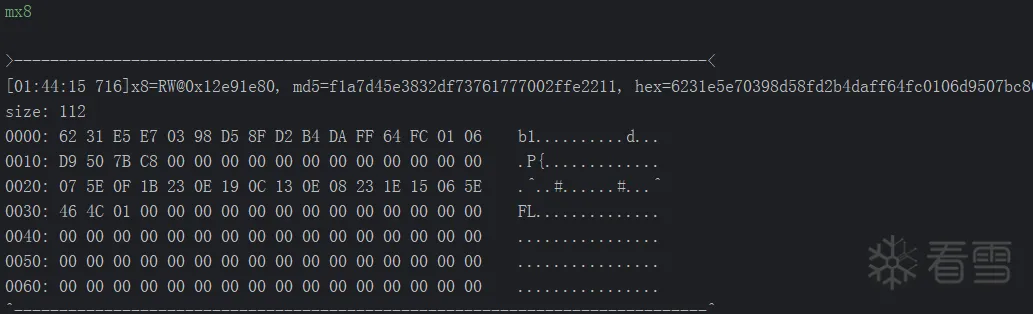 mx8
>-----------------------------------------------------------------------------<
[01:44:15 716]x8=RW@0x12e91e80, md5=f1a7d45e3832df73761777002ffe2211, hex=6231e5e70398d58fd2b4daff64fc0106d9507bc80
size: 112
0000: 62 31 E5 E7 03 98 D5 8F D2 B4 DA FF 64 FC 01 06    b1..........d...
0010: D9 50 7B C8 00 00 00 00 00 00 00 00 00 00 00 00    .P{.............
0020: 07 5E 0F 1B 23 0E 19 0C 13 0E 08 23 1E 15 06 5E    .^..#......#...^
0030: 46 4C 01 00 00 00 00 00 00 00 00 00 00 00 00 00    FL..............
0040: 00 00 00 00 00 00 00 00 00 00 00 00 00 00 00 00    ................
0050: 00 00 00 00 00 00 00 00 00 00 00 00 00 00 00 00    ................
0060: 00 00 00 00 00 00 00 00 00 00 00 00 00 00 00 00    ................
^-----------------------------------------------------------------------------^
看雪